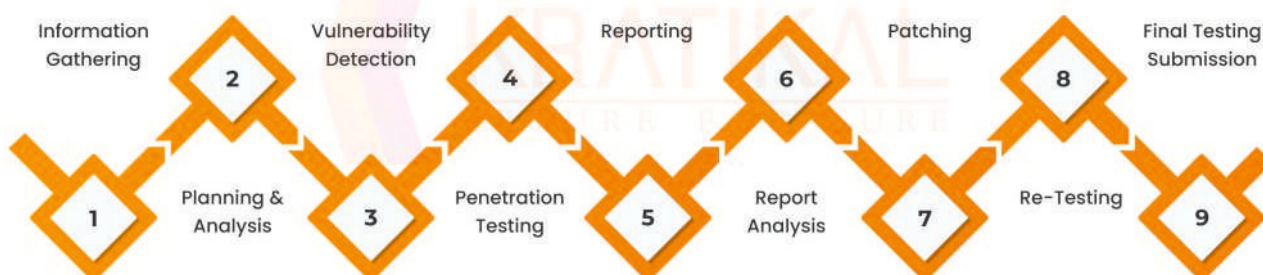 Information
Gathering
1
2
Planning &
Analysis
Vulnerability
Detection
3
4
Penetration
Testing
Reporting
5
6
Report
Analysis
Patching
7
8
Re-Testing
Final Testing
Submission
9
KRATIKAL